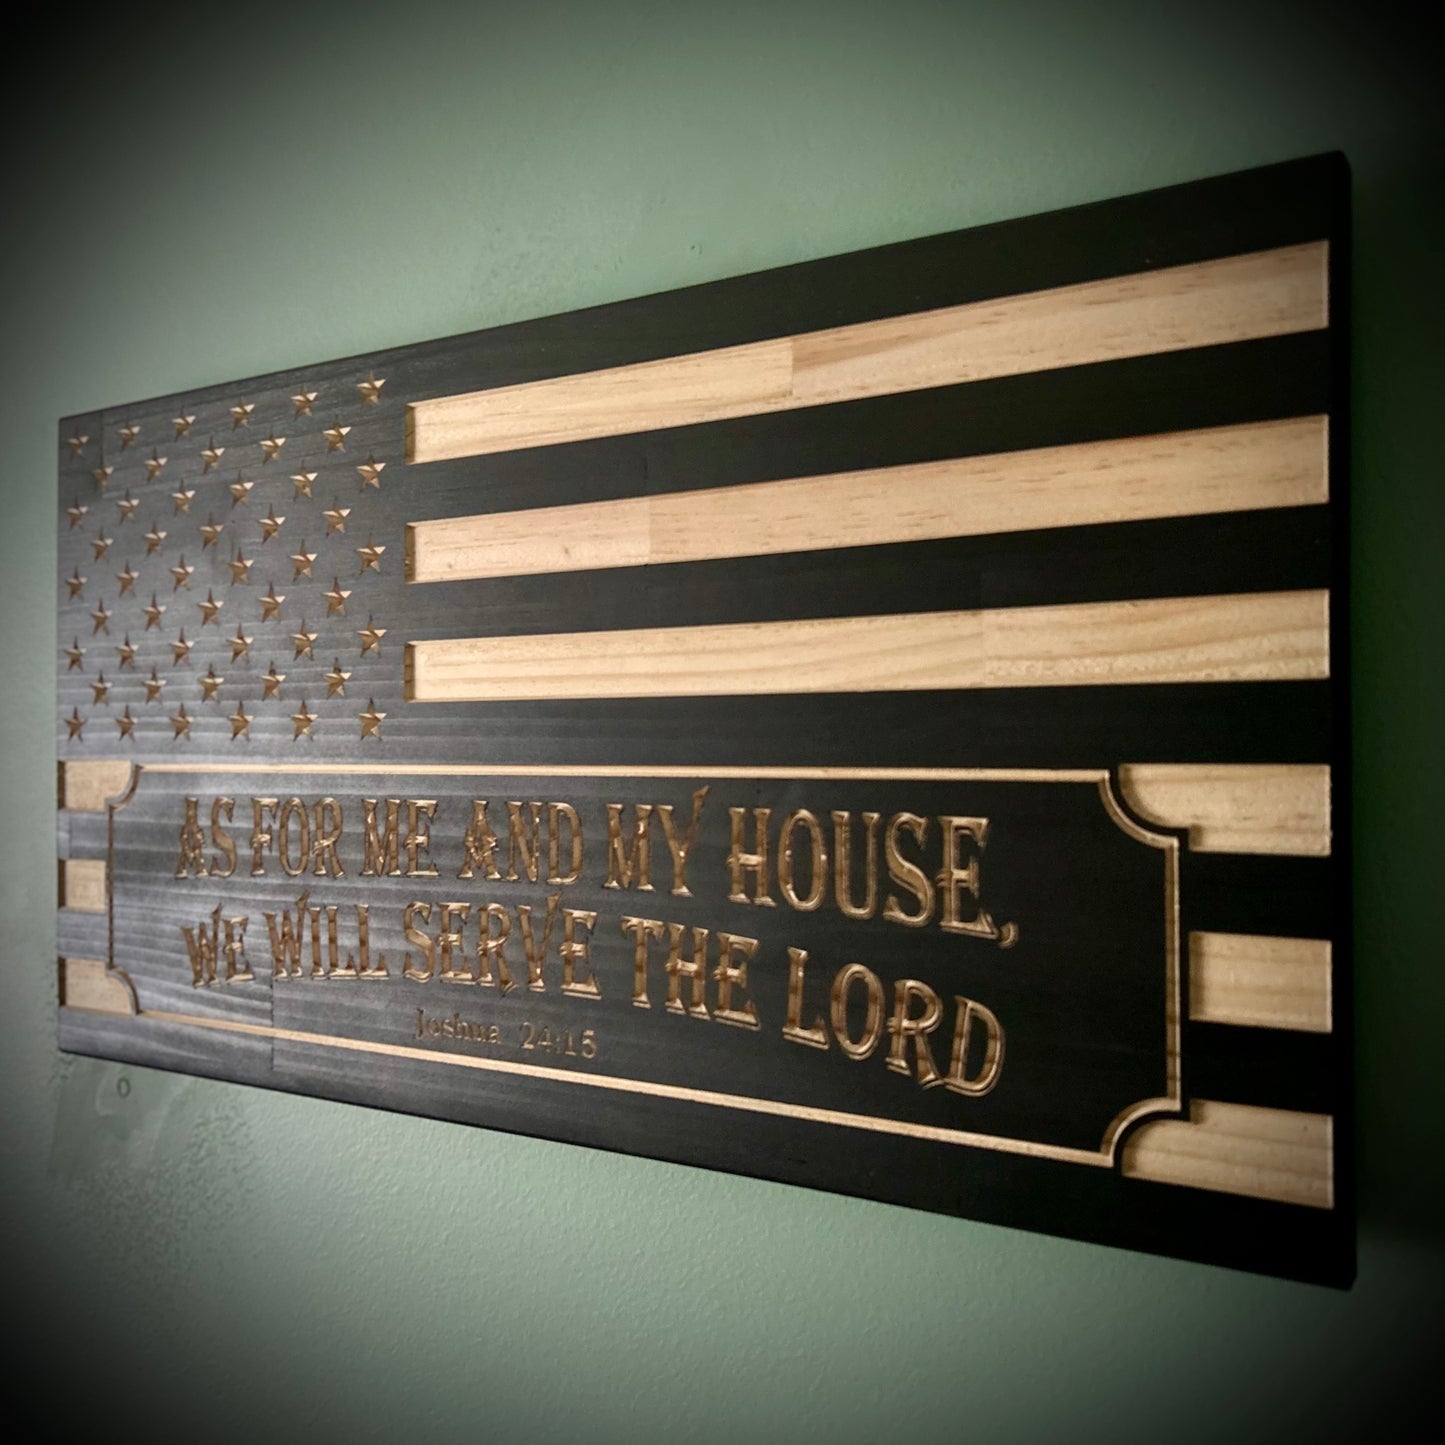 AS FOR ME AND MY HOUSE,
WE WILL SERVE THE LORD
Joshua 24:15